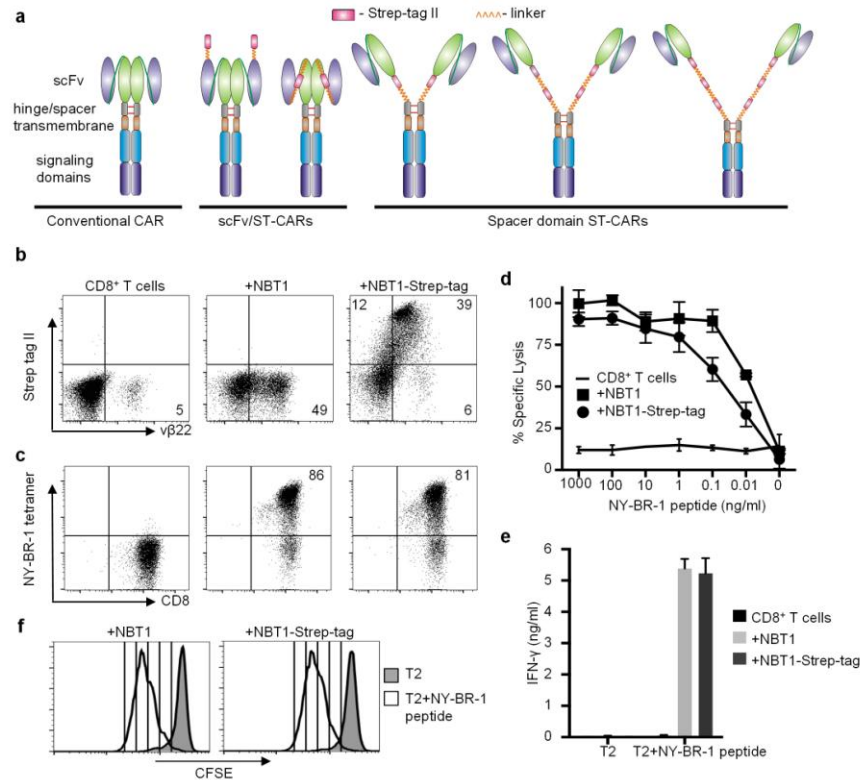 a
- Strep-tag II
- linker
scFv
hinge/spacer
transmembrane
signaling
domains
Conventional CAR
scFv/ST-CARs
Spacer domain ST-CARs
b
CD8⁺ T cells
+NBT1
+NBT1-Strep-tag
12
39
5
49
6
Strep tag II
vβ22
c
86
81
NY-BR-1 tetramer
CD8
d
100
75
50
25
0
% Specific Lysis
CD8⁺ T cells
+NBT1
+NBT1-Strep-tag
1000
100
10
1
0.1
0.01
0
NY-BR-1 peptide (ng/ml)
e
6
5
4
3
2
1
0
IFN-γ (ng/ml)
CD8⁺ T cells
+NBT1
+NBT1-Strep-tag
T2
T2+NY-BR-1 peptide
f
+NBT1
+NBT1-Strep-tag
T2
T2+NY-BR-1
peptide
CFSE